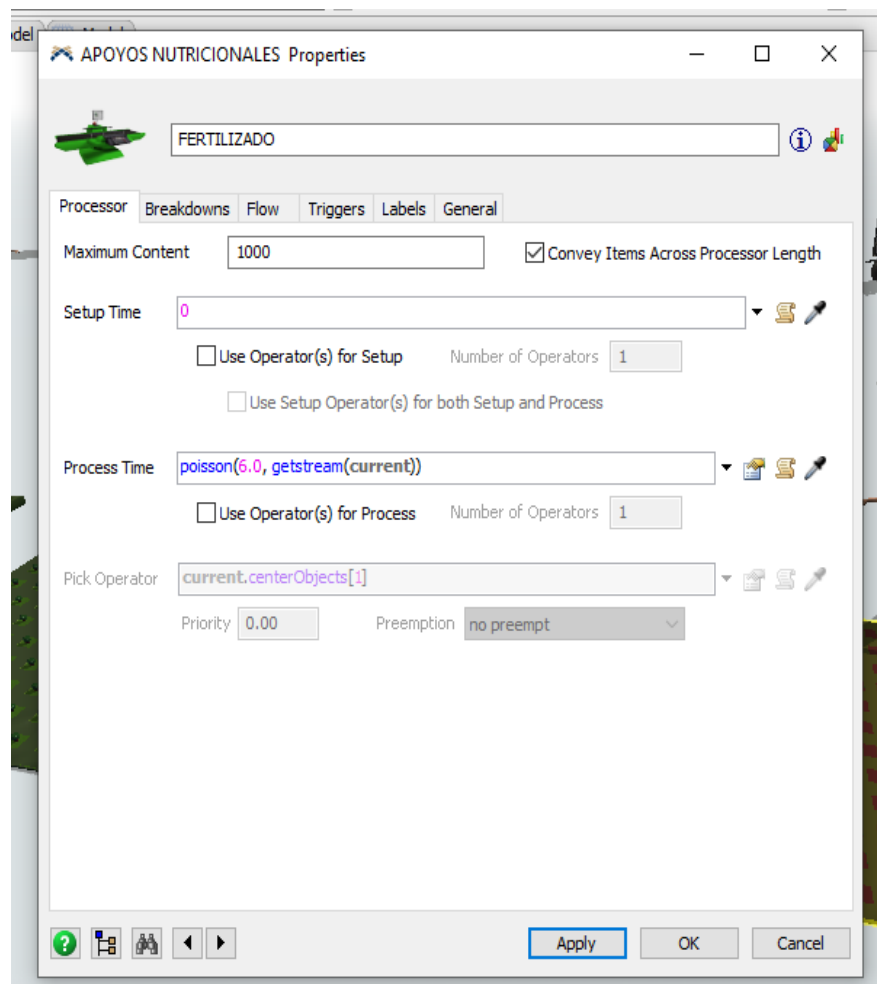 APOYOS NUTRICIONALES Properties
FERTILIZADO
Processor Breakdowns Flow Triggers Labels General
Maximum Content 1000 Convey Items Across Processor Length
Setup Time 0
Use Operator(s) for Setup Number of Operators 1
Use Setup Operator(s) for both Setup and Process
Process Time poisson(6.0, getstream(current))
Use Operator(s) for Process Number of Operators 1
Pick Operator current.centerObjects[1]
Priority 0.00 Preemption no preempt
Apply OK Cancel